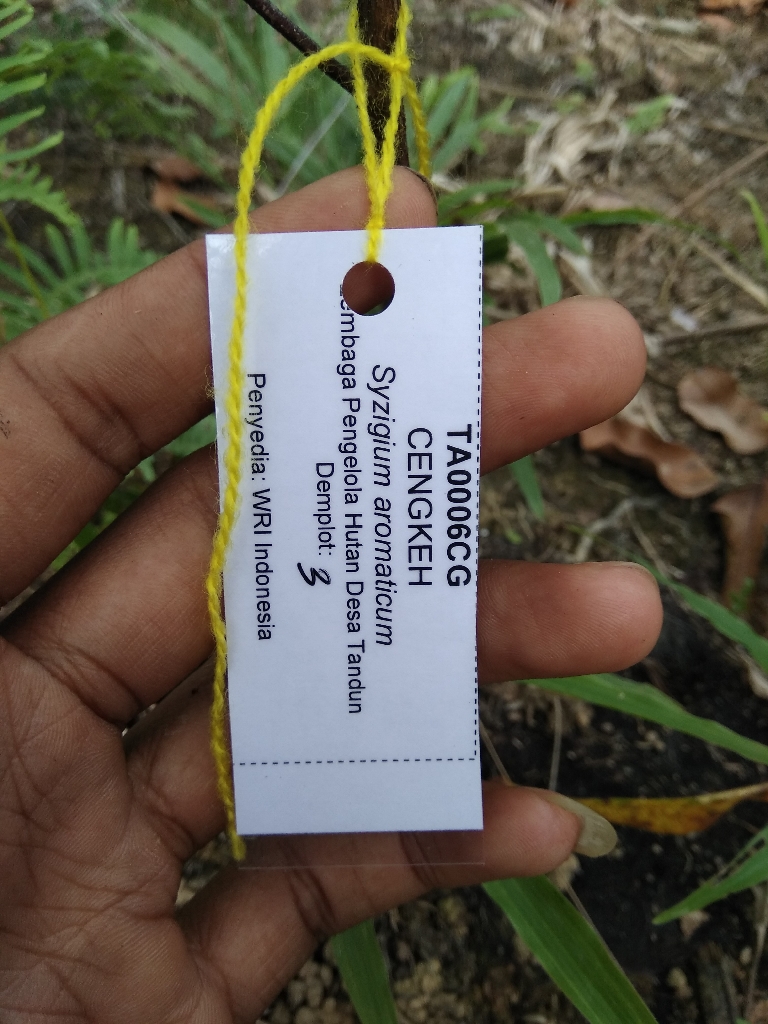 TA0006CG
CENGKEH
Syzigium aromaticum
Lembaga Pengelola Hutan Desa Tandun
Demplot: 3
Penyedia: WRI Indonesia